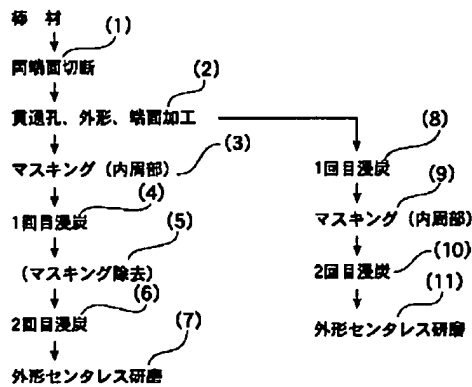 棒 材
(1)
両端面切断
(2)
貫通孔、外形、端面加工
(3)
マスキング(内周部)
(4)
1回目浸炭
(5)
(マスキング除去)
(6)
2回目浸炭
(7)
外形センタレス研磨
(8)
1回目浸炭
(9)
マスキング(内周部)
(10)
2回目浸炭
(11)
外形センタレス研磨